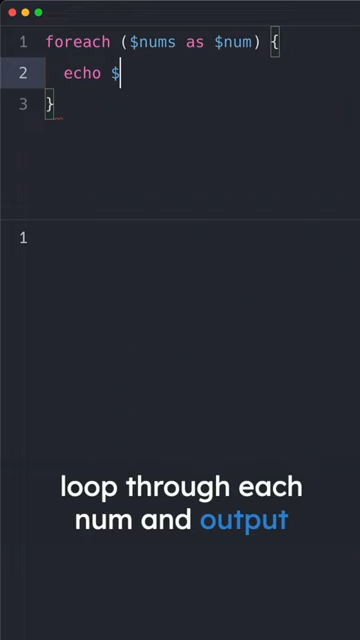 1 foreach ($nums as $num) {
2 echo $
3 }
1
loop through each
num and output